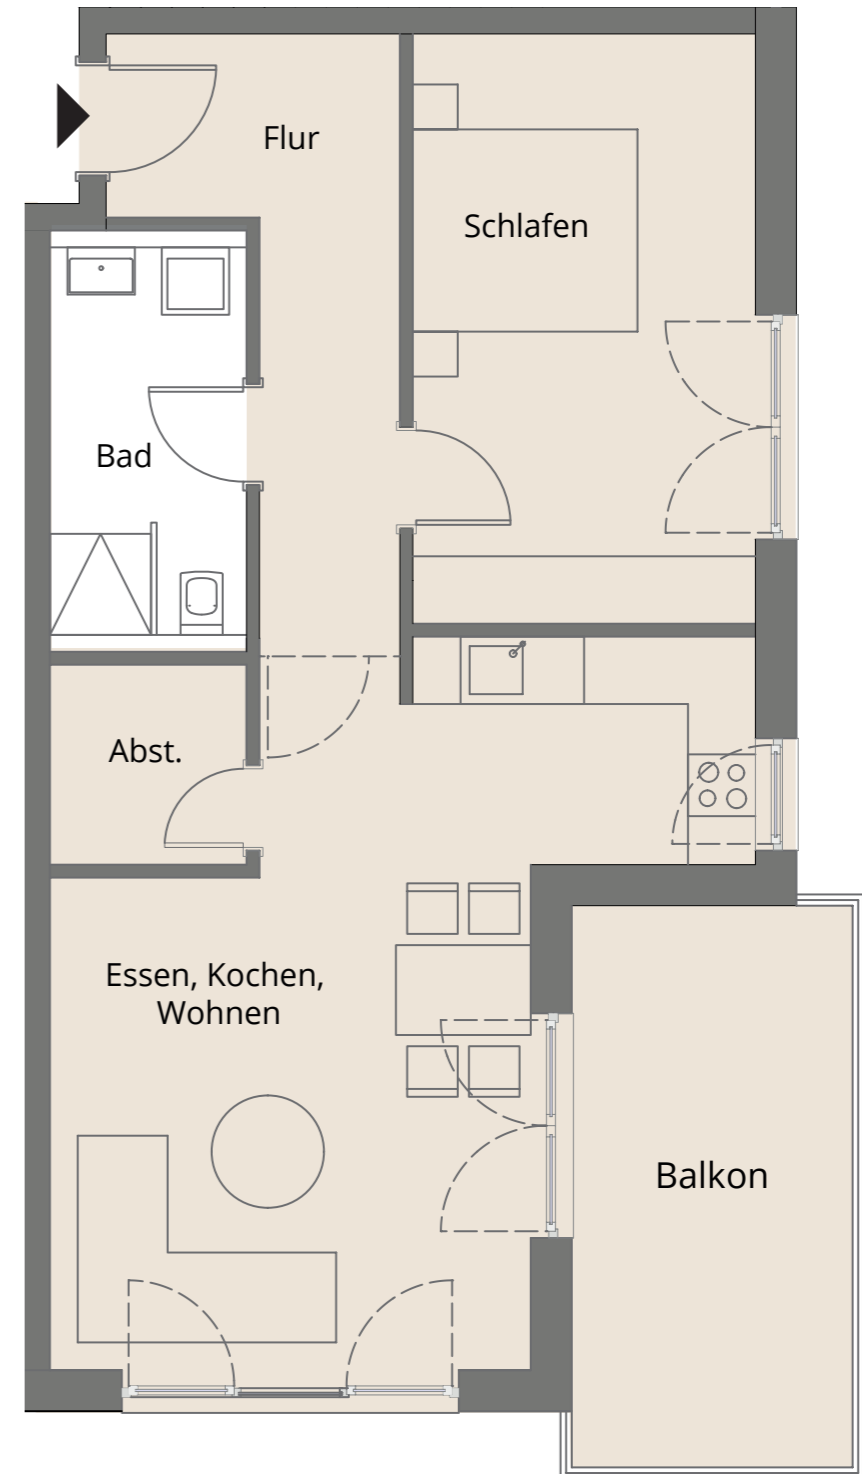 Flur
Schlafen
Bad
Abst.
Essen, Kochen,
Wohnen
Balkon